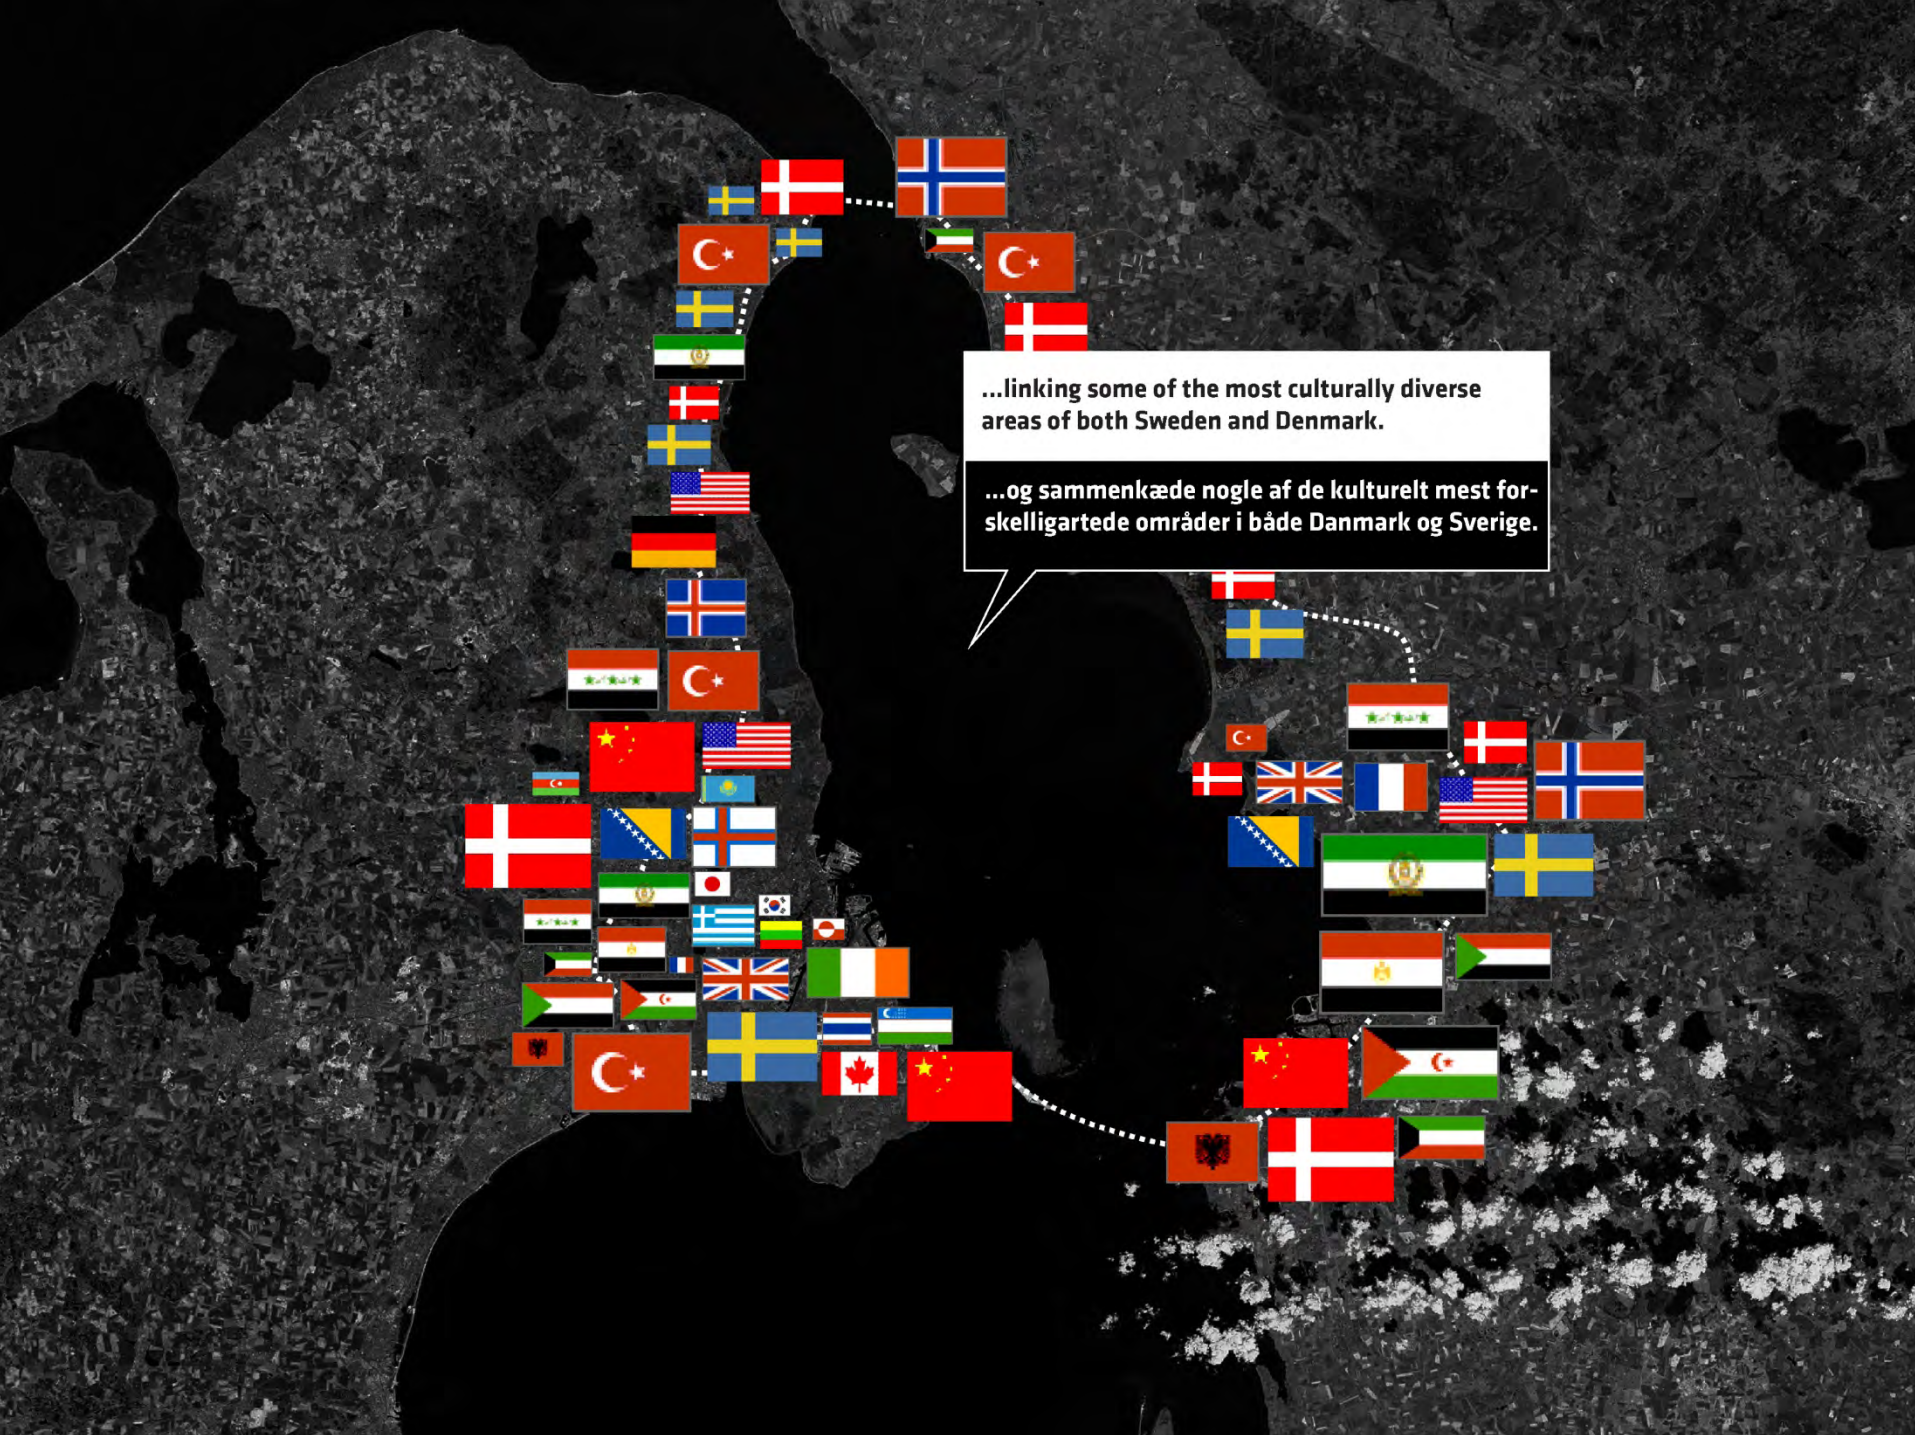 ...linking some of the most culturally diverse
areas of both Sweden and Denmark.
...og sammenkæde nogle af de kulturelt mest for-
skelligartede områder i både Danmark og Sverige.